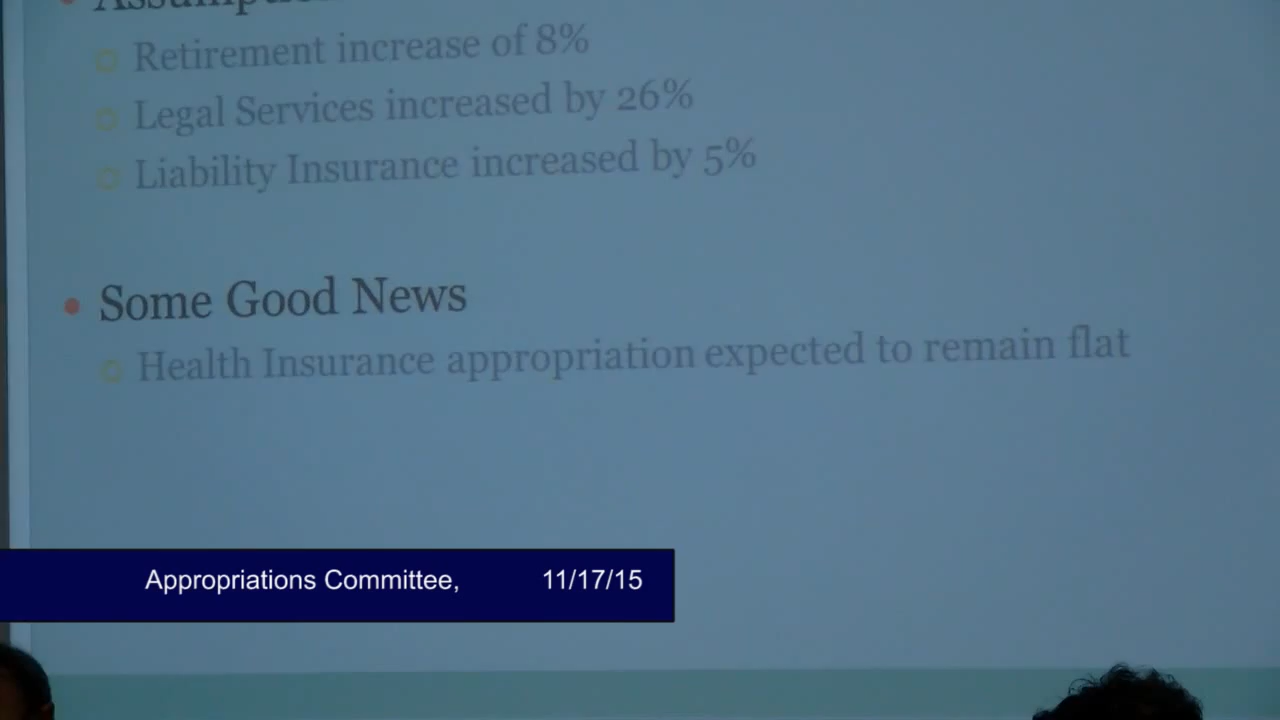 Retirement increase of 8%
Legal Services increased by 26%
Liability Insurance increased by 5%
Some Good News
Health Insurance appropriation expected to remain flat
Appropriations Committee, 11/17/15